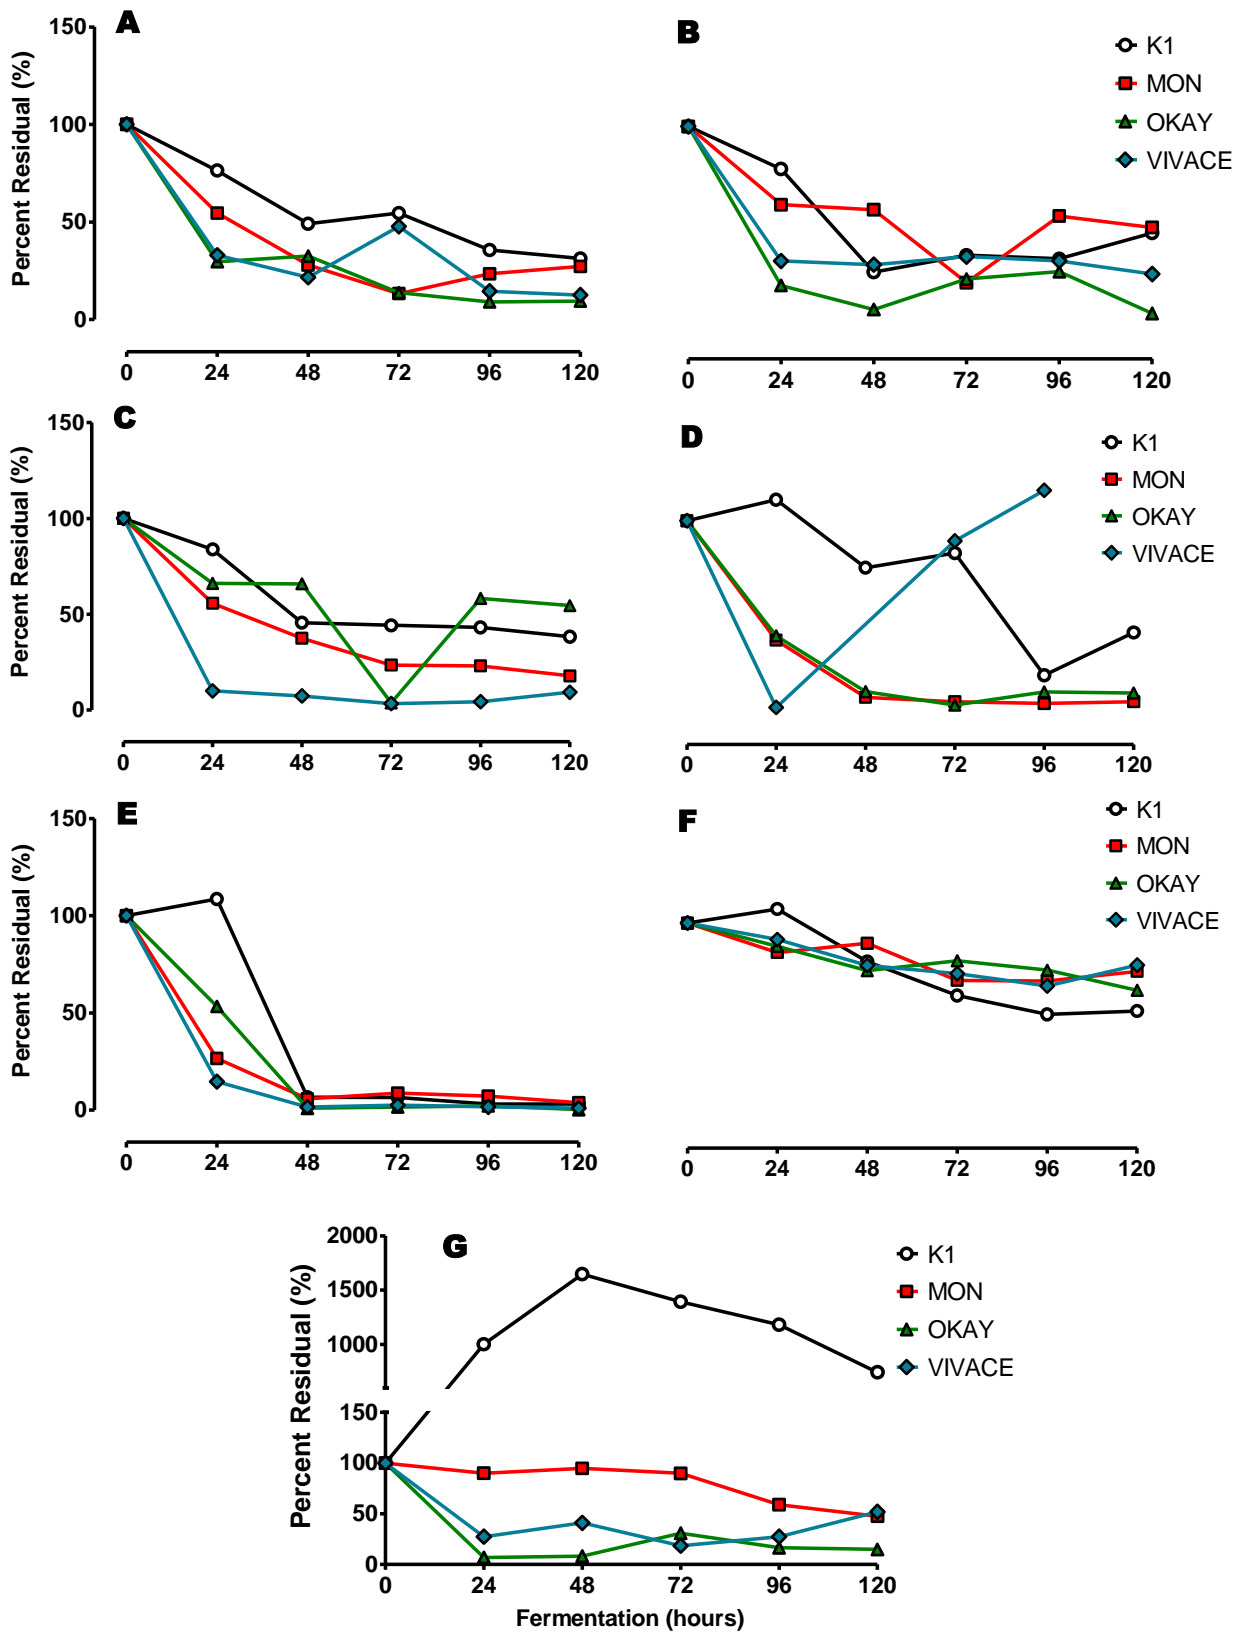 A
Percent Residual (%)
150
100
50
0
0 24 48 72 96 120
B
K1
MON
OKAY
VIVACE
0 24 48 72 96 120
C
Percent Residual (%)
150
100
50
0
0 24 48 72 96 120
D
K1
MON
OKAY
VIVACE
0 24 48 72 96 120
E
Percent Residual (%)
150
100
50
0
0 24 48 72 96 120
F
K1
MON
OKAY
VIVACE
0 24 48 72 96 120
G
Percent Residual (%)
2000
1500
1000
150
100
50
0
K1
MON
OKAY
VIVACE
0 24 48 72 96 120
Fermentation (hours)